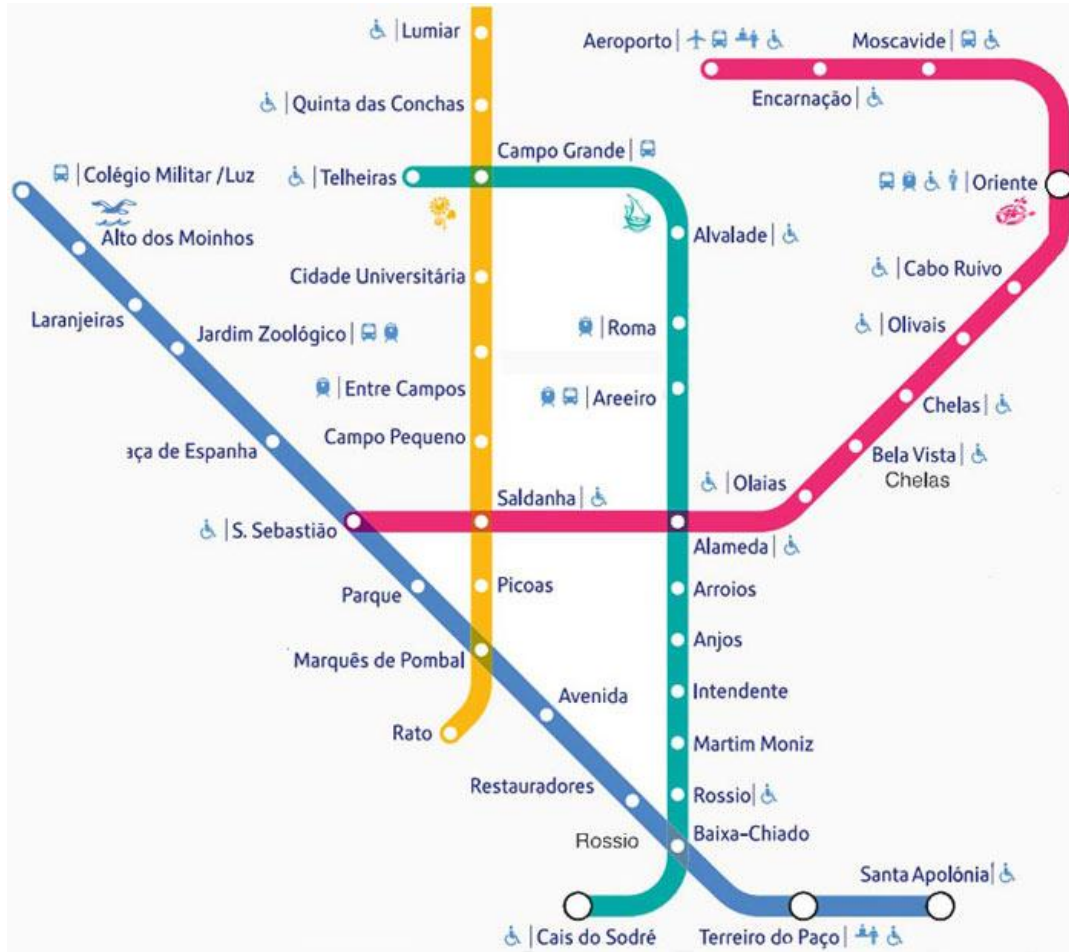 Lumiar
Aeroporto
Moscavide
Encarnação
Quinta das Conchas
Campo Grande
Colégio Militar /Luz
Telheiras
Oriente
Alto dos Moinhos
Alvalade
Cidade Universitária
Cabo Ruívo
Laranjeiras
Jardim Zoológico
Roma
Olivais
Entre Campos
Areeiro
Chelas
Campo Pequeno
aça de Espanha
Bela Vista
Chelas
Olaias
Saldanha
S. Sebastião
Alameda
Parque
Picoas
Arroios
Anjos
Marquês de Pombal
Avenida
Intendente
Rato
Martim Moniz
Restauradores
Rossio
Rossio
Baixa-Chiado
Santa Apolónia
Cais do Sodré
Terreiro do Paço